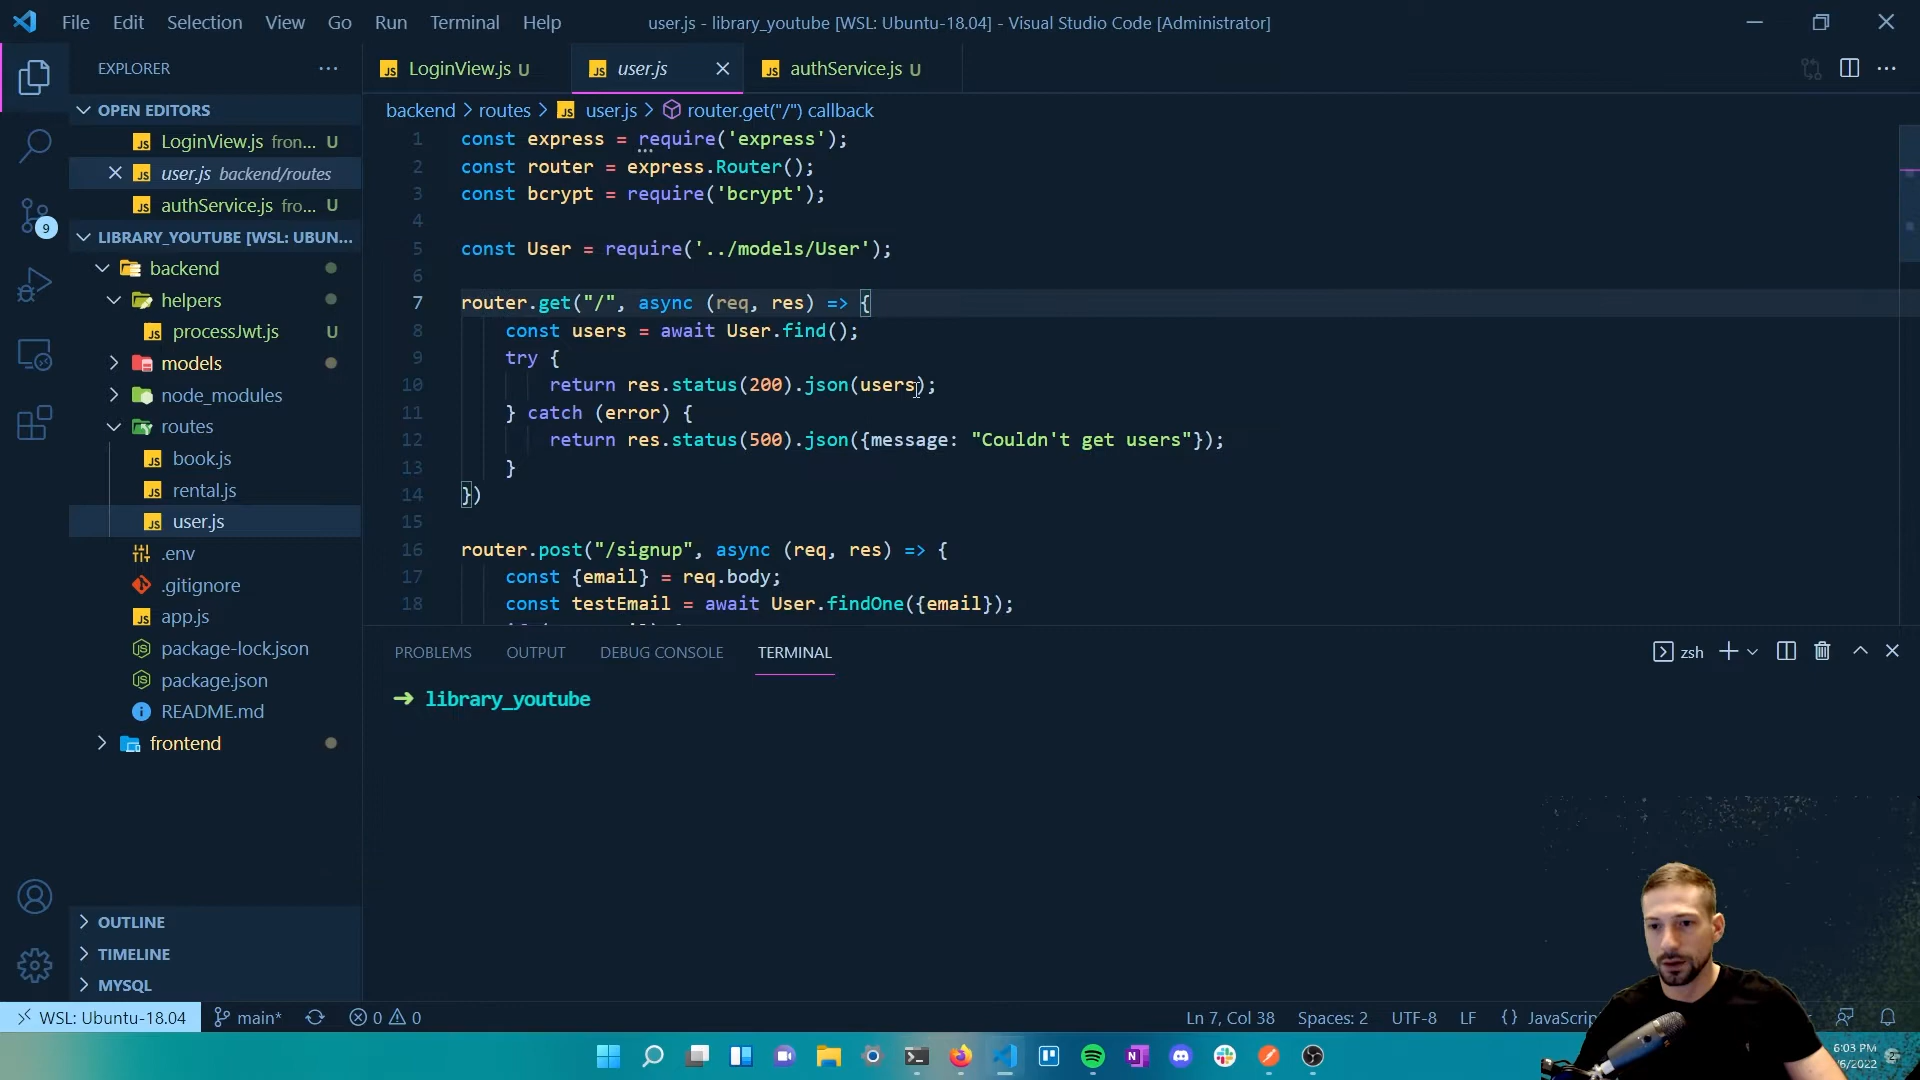 File Edit Selection View Go Run Terminal Help
user.js - library_youtube [WSL: Ubuntu-18.04] - Visual Studio Code [Administrator]
EXPLORER
LoginView.js U
user.js
authService.js U
OPEN EDITORS
LoginView.js fron... U
user.js backend/routes
authService.js fro... U
9
LIBRARY_YOUTUBE [WSL: UBUN...
backend
helpers
processJwt.js U
models
node_modules
routes
book.js
rental.js
user.js
.env
.gitignore
app.js
package-lock.json
package.json
README.md
frontend
OUTLINE
TIMELINE
MYSQL
backend > routes > user.js > router.get("/") callback
1 const express = require('express');
2 const router = express.Router();
3 const bcrypt = require('bcrypt');
4
5 const User = require('../models/User');
6
7 router.get("/", async (req, res) => {
8 const users = await User.find();
9 try {
10 return res.status(200).json(users);
11 } catch (error) {
12 return res.status(500).json({message: "Couldn't get users"});
13 }
14 })
15
16 router.post("/signup", async (req, res) => {
17 const {email} = req.body;
18 const testEmail = await User.findOne({email});
PROBLEMS OUTPUT DEBUG CONSOLE TERMINAL
zsh
➜ library_youtube
WSL: Ubuntu-18.04 main* 0 0
Ln 7, Col 38 Spaces: 2 UTF-8 LF {} JavaScrip
6:03 PM
/6/2022
2